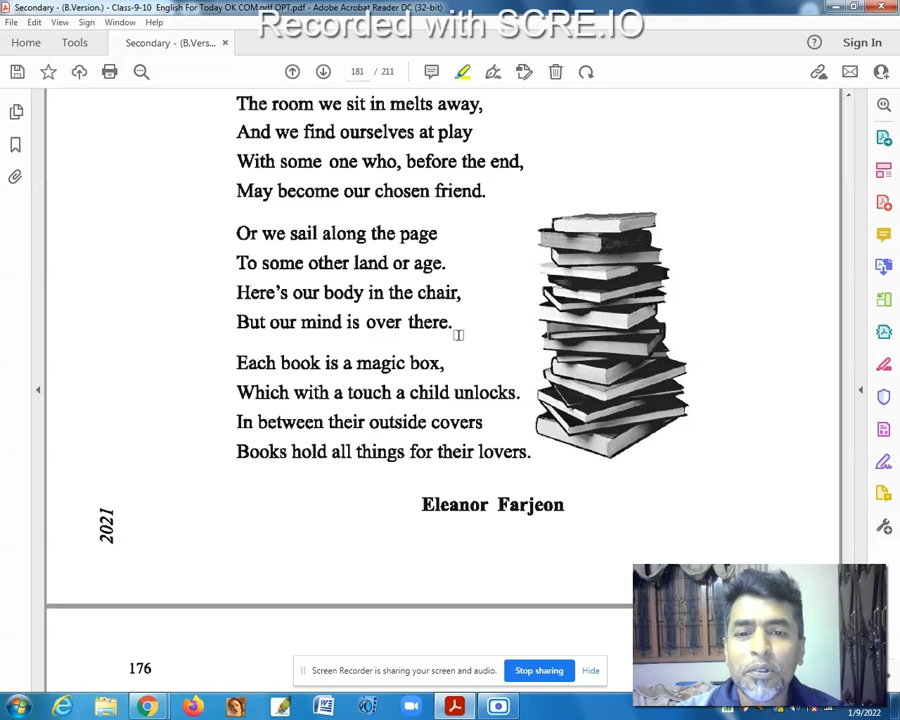 Secondary - (B.Version.) - Class-9-10 English For Today OK COM.pdf OPT.pdf - Adobe Acrobat Reader DC (32-bit)
Recorded with SCRE.IO
File Edit View Sign Window Help
Home Tools Secondary - (B.Vers... × Sign In
181 / 211
The room we sit in melts away,
And we find ourselves at play
With some one who, before the end,
May become our chosen friend.
Or we sail along the page
To some other land or age.
Here's our body in the chair,
But our mind is over there.
Each book is a magic box,
Which with a touch a child unlocks.
In between their outside covers
Books hold all things for their lovers.
Eleanor Farjeon
2021
176
Screen Recorder is sharing your screen and audio.
Stop sharing
Hide
1/9/2022